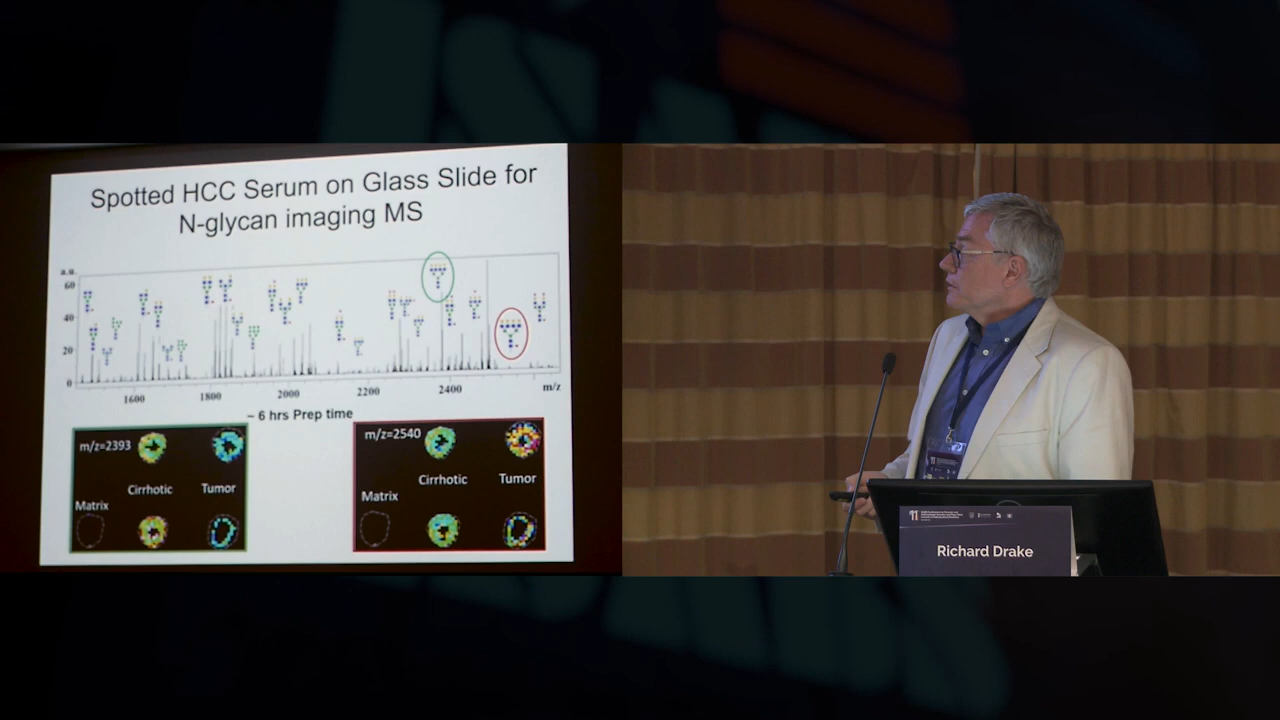 Spotted HCC Serum on Glass Slide for
N-glycan imaging MS
a.u.
60
40
20
0
1600 1800 2000 2200 2400 m/z
~ 6 hrs Prep time
m/z=2393
Cirrhotic Tumor
Matrix
m/z=2540
Cirrhotic Tumor
Matrix
11
Richard Drake